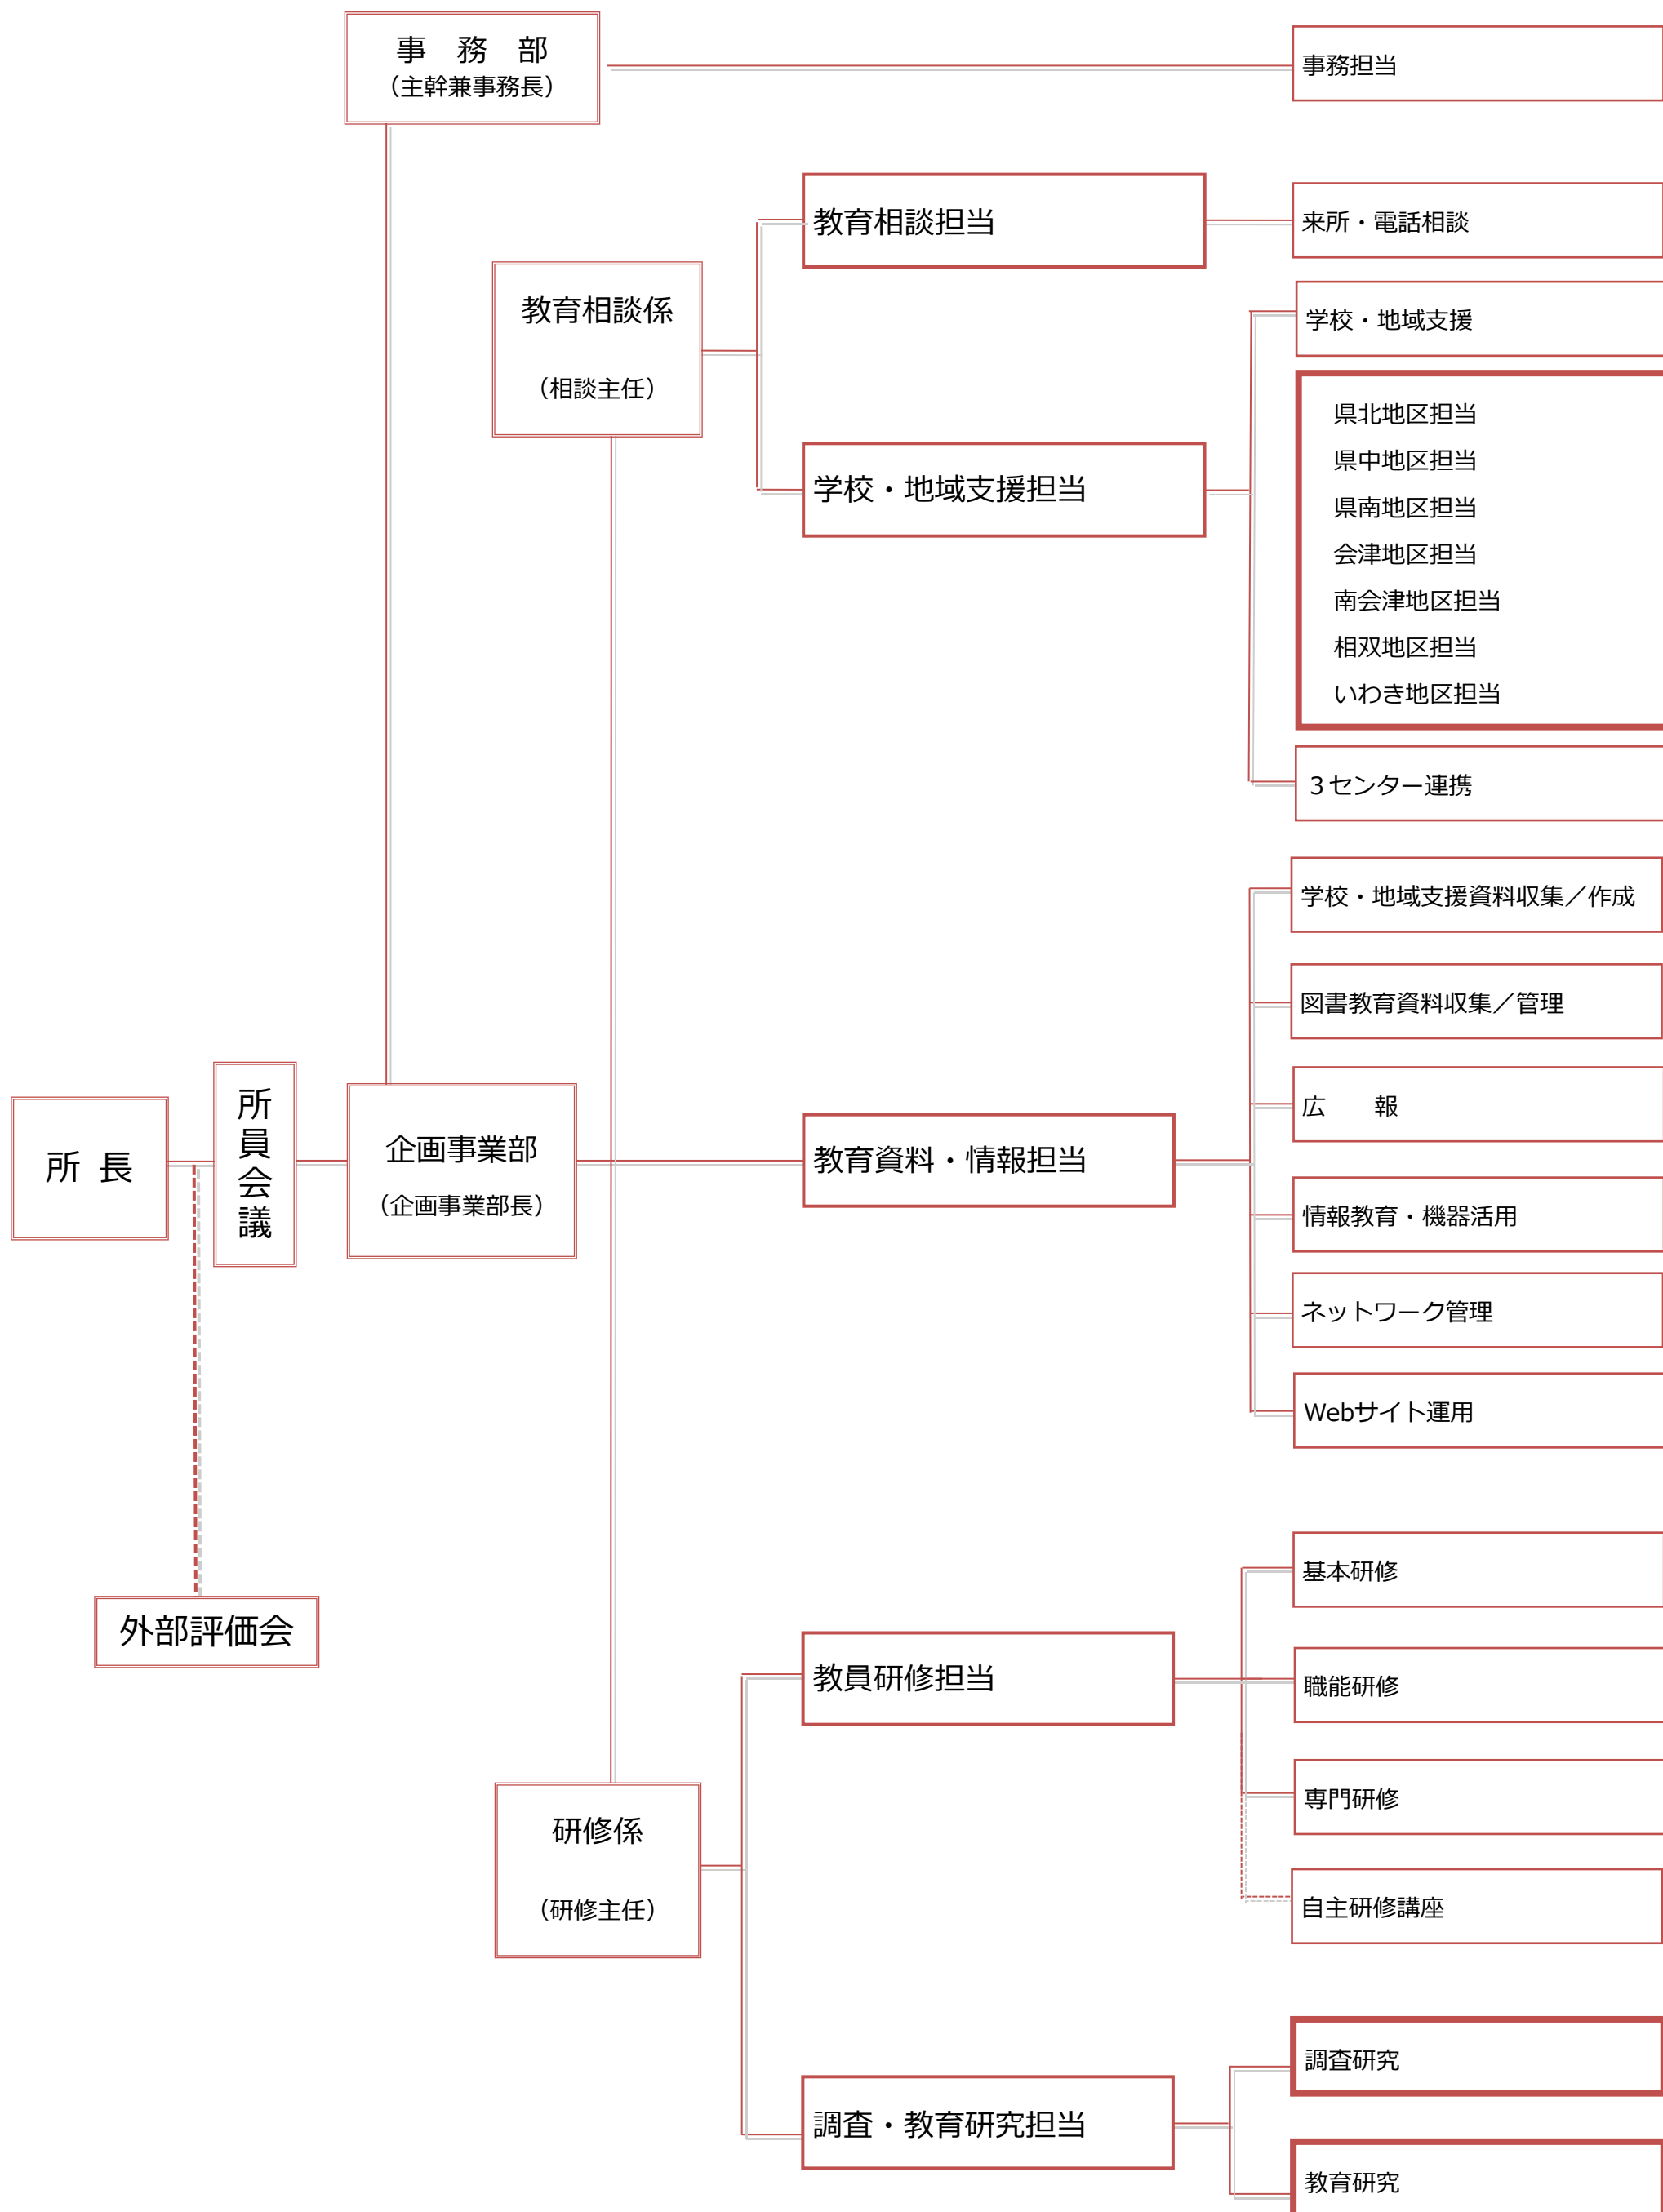 事　務　部
（主幹兼事務長）
事務担当
教育相談担当
来所・電話相談
教育相談係
（相談主任）
学校・地域支援
県北地区担当
県中地区担当
県南地区担当
会津地区担当
南会津地区担当
相双地区担当
いわき地区担当
学校・地域支援担当
３センター連携
学校・地域支援資料収集／作成
図書教育資料収集／管理
広　　報
所　長
所員会議
企画事業部
（企画事業部長）
教育資料・情報担当
情報教育・機器活用
ネットワーク管理
Webサイト運用
外部評価会
基本研修
教員研修担当
職能研修
専門研修
自主研修講座
研修係
（研修主任）
調査研究
調査・教育研究担当
教育研究